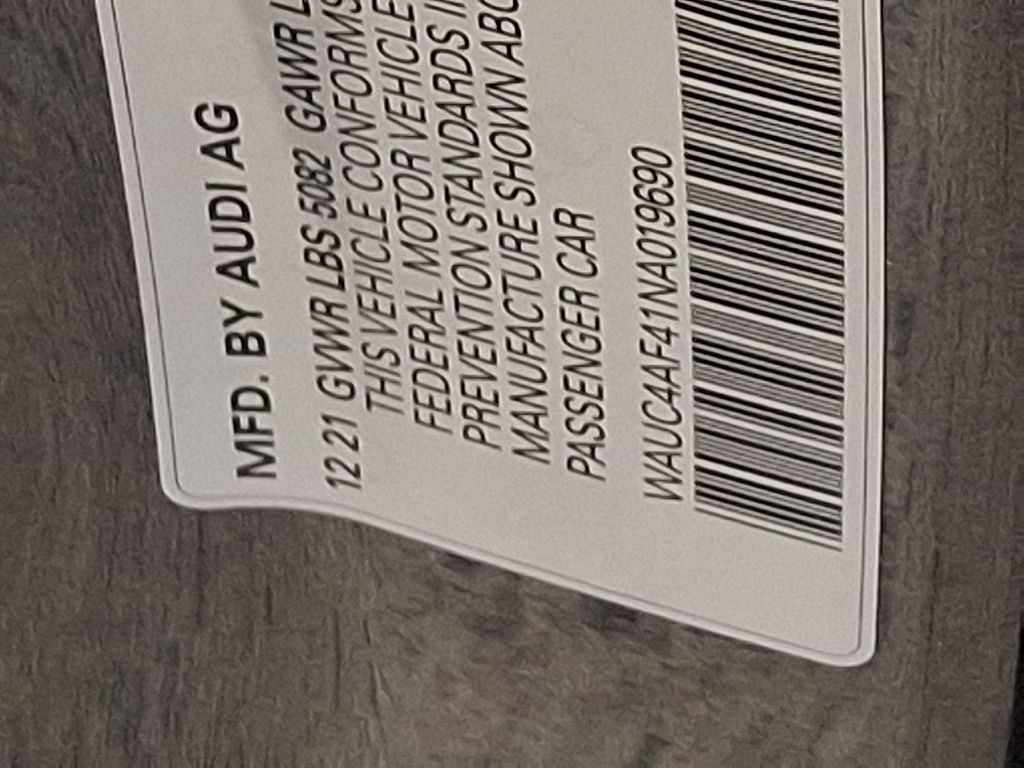 MFD. BY AUDI AG
12 21 GVWR LBS 5082 GAWR L
THIS VEHICLE CONFORMS
FEDERAL MOTOR VEHICLE
PREVENTION STANDARDS I
MANUFACTURE SHOWN ABO
PASSENGER CAR
WAUC4AF41NA019690